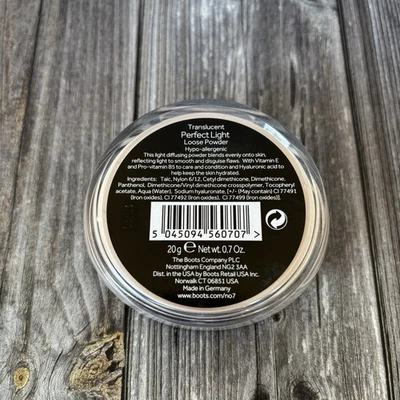 Translucent
Perfect Light
Loose Powder
Hypo-allergenic
This light diffusing powder blends evenly onto skin,
reflecting light to smooth and disguise flaws. With Vitamin E
and Pro-vitamin B5 to care and condition and Hyaluronic acid to
help keep the skin hydrated.
Ingredients: Talc, Nylon 6/12, Cetyl dimethicone, Dimethicone,
Panthenol, Dimethicone/Vinyl dimethicone crosspolymer, Tocopheryl
acetate, Aqua (Water), Sodium hyaluronate, [+/- (May contain) CI 77491
(Iron oxides), CI 77492 (Iron oxides), CI 77499 (Iron oxides)].
5 045094 560707 >
20 g ℮ Net wt. 0.7 Oz.
The Boots Company PLC
Nottingham England NG2 3AA
Dist. in the USA by Boots Retail USA Inc.
Norwalk CT 06851 USA
Made in Germany
www.boots.com/no7